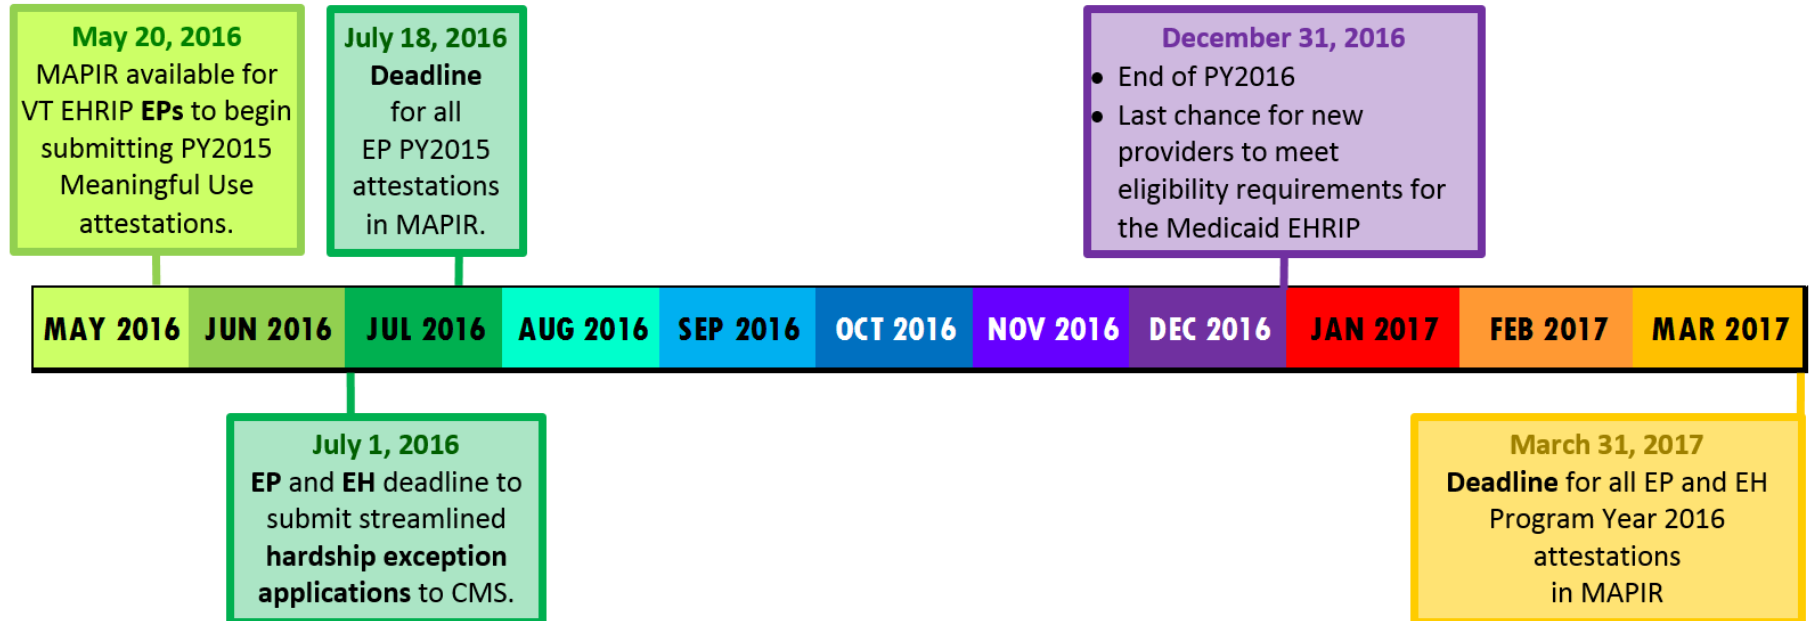 May 20, 2016
MAPIR available for
VT EHRIP EPs to begin
submitting PY2015
Meaningful Use
attestations.
July 18, 2016
Deadline
for all
EP PY2015
attestations
in MAPIR.
December 31, 2016
• End of PY2016
• Last chance for new
providers to meet
eligibility requirements for
the Medicaid EHRIP
MAY 2016 JUN 2016 JUL 2016 AUG 2016 SEP 2016 OCT 2016 NOV 2016 DEC 2016 JAN 2017 FEB 2017 MAR 2017
July 1, 2016
EP and EH deadline to
submit streamlined
hardship exception
applications to CMS.
March 31, 2017
Deadline for all EP and EH
Program Year 2016
attestations
in MAPIR